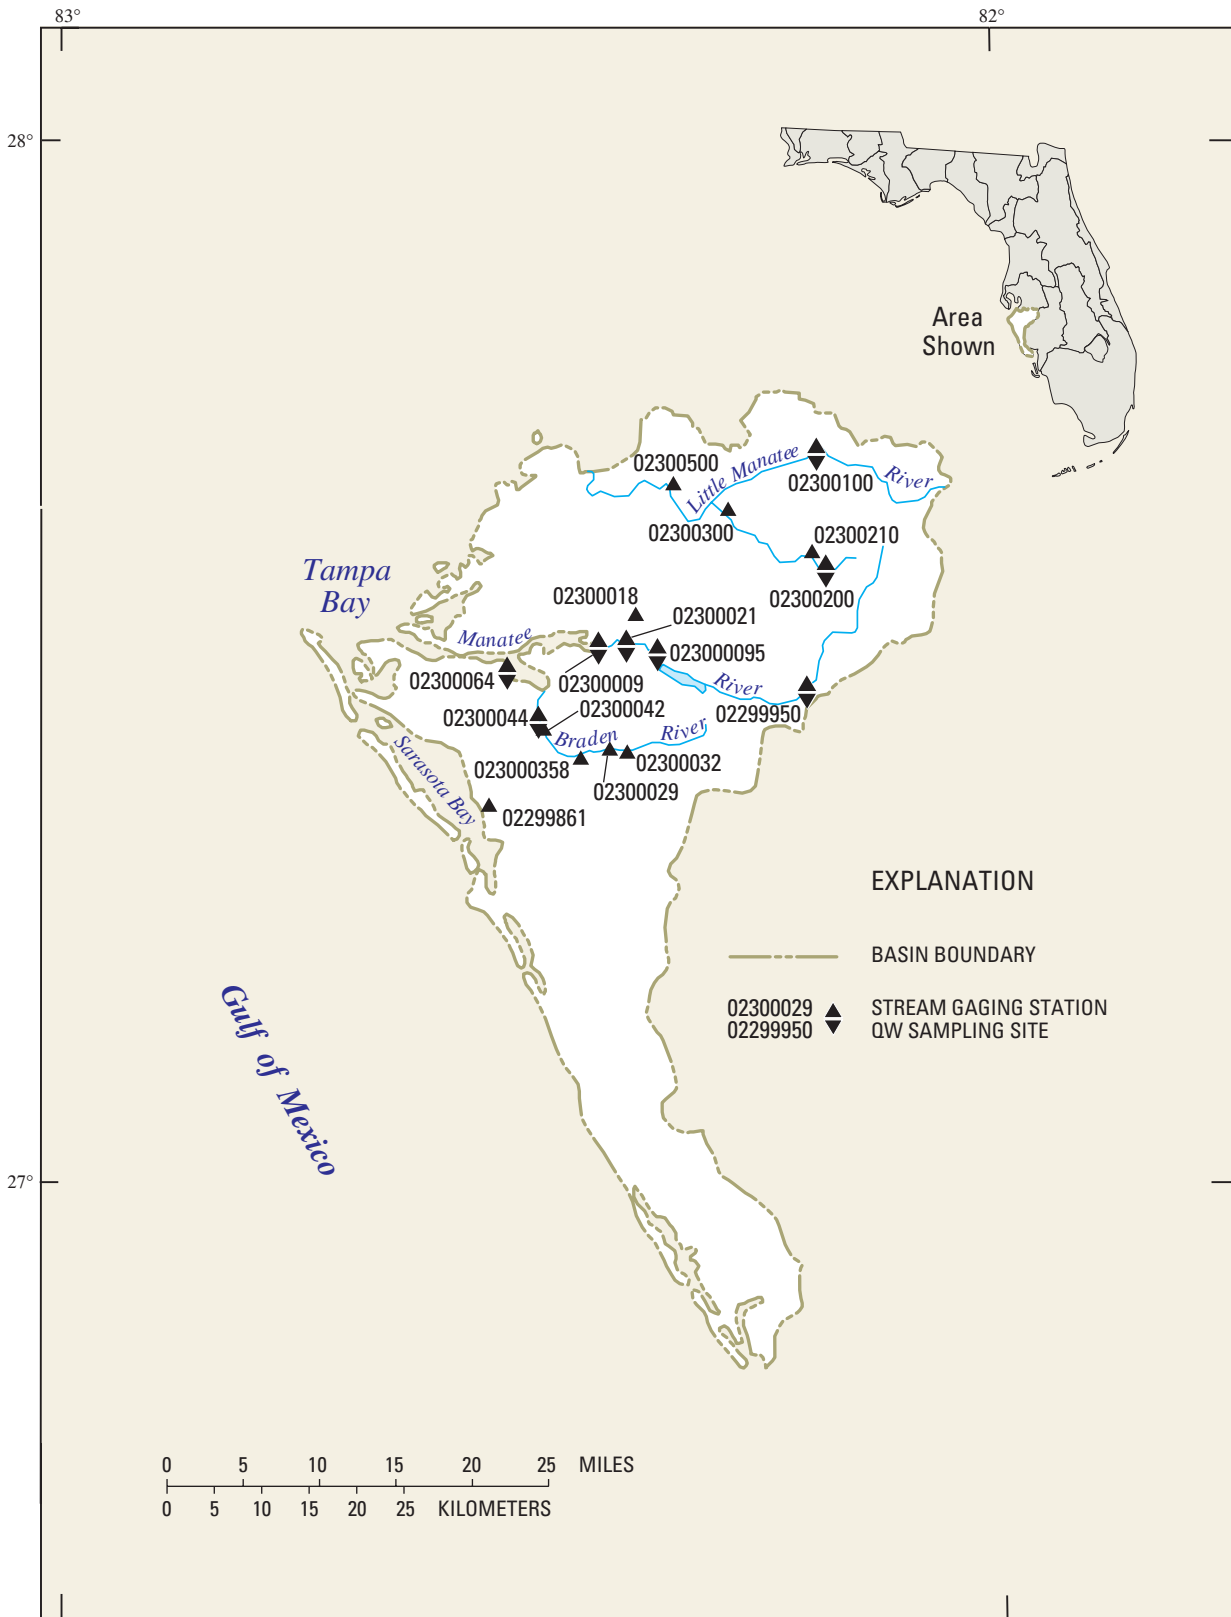 83°
82°
28°
Area
Shown
02300500
Little Manatee
River
02300100
02300300
02300210
02300200
Tampa
Bay
02300018
02300021
Manatee
023000095
02300064
02300009
River
02299950
02300042
02300044
Braden
River
Sarasota Bay
023000358
02300032
02300029
02299861
EXPLANATION
BASIN BOUNDARY
02300029 STREAM GAGING STATION
02299950 QW SAMPLING SITE
Gulf of Mexico
27°
0 5 10 15 20 25 MILES
0 5 10 15 20 25 KILOMETERS